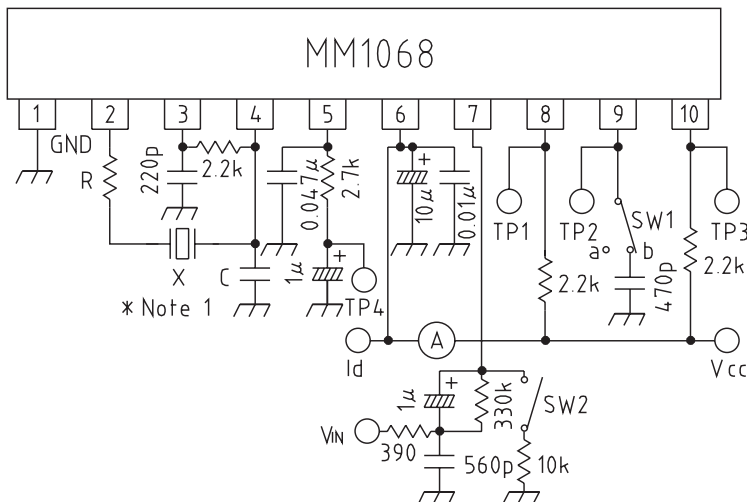 MM1068
1 2 3 4 5 6 7 8 9 10
GND
R
220p
2.2k
0.047μ
2.7k
10μ
+
0.01μ
TP1
TP2
SW1
a
b
TP3
2.2k
2.2k
470p
X
C
1μ
+
TP4
* Note 1
Id
A
Vcc
1μ
+
330k
SW2
VIN
390
560p
10k